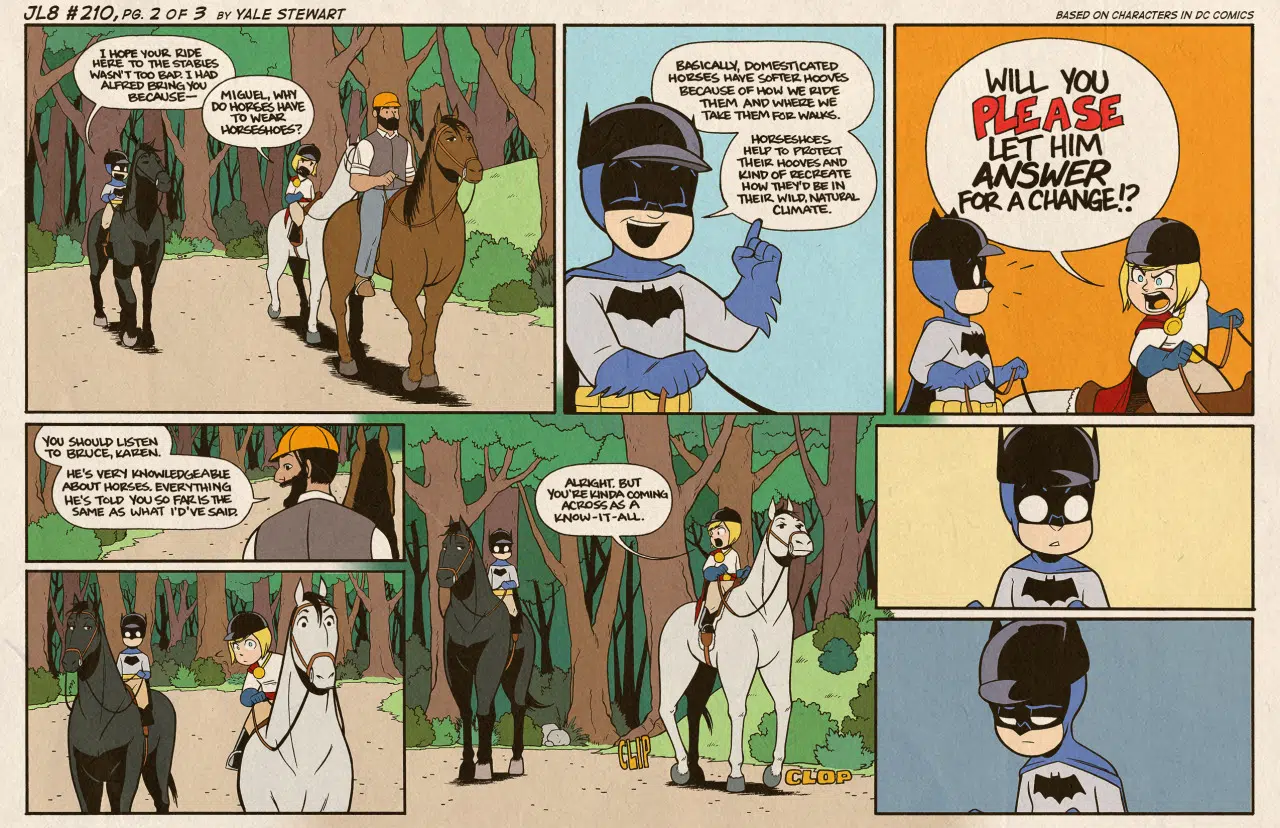 JL8 #210, PG. 2 OF 3 BY YALE STEWART
BASED ON CHARACTERS IN DC COMICS
I HOPE YOUR RIDE
HERE TO THE STABLES
WASN'T TOO BAD. I HAD
ALFRED BRING YOU
BECAUSE—
MIGUEL, WHY
DO HORSES HAVE
TO WEAR
HORSESHOES?
BASICALLY, DOMESTICATED
HORSES HAVE SOFTER HOOVES
BECAUSE OF HOW WE RIDE
THEM AND WHERE WE
TAKE THEM FOR WALKS.
HORSESHOES
HELP TO PROTECT
THEIR HOOVES AND
KIND OF RECREATE
HOW THEY'D BE IN
THEIR WILD, NATURAL
CLIMATE.
WILL YOU
PLEASE
LET HIM
ANSWER
FOR A CHANGE!?
YOU SHOULD LISTEN
TO BRUCE, KAREN.
HE'S VERY KNOWLEDGEABLE
ABOUT HORSES. EVERYTHING
HE'S TOLD YOU SO FAR IS THE
SAME AS WHAT I'D'VE SAID.
ALRIGHT. BUT
YOU'RE KINDA COMING
ACROSS AS A
KNOW-IT-ALL.
CLIP
CLOP